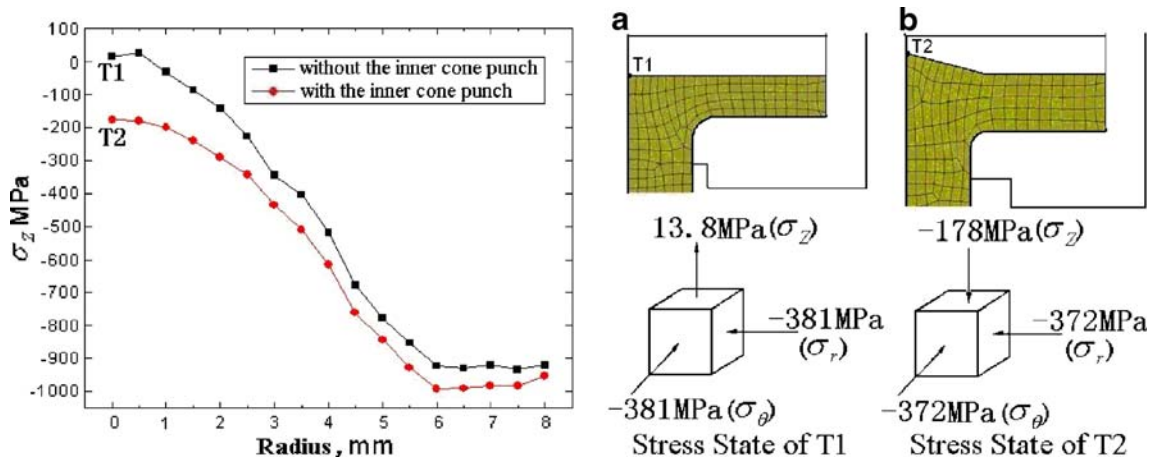 100
0
-100
-200
-300
-400
-500
-600
-700
-800
-900
-1000
σZ MPa
T1
T2
without the inner cone punch
with the inner cone punch
0 1 2 3 4 5 6 7 8
Radius, mm
a
T1
13.8MPa(σZ)
-381MPa
(σr)
-381MPa(σθ)
Stress State of T1
b
T2
-178MPa(σZ)
-372MPa
(σr)
-372MPa(σθ)
Stress State of T2